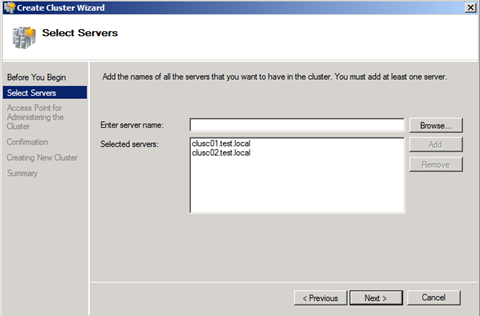 Create Cluster Wizard
Select Servers
Before You Begin
Select Servers
Access Point for
Administering the
Cluster
Confirmation
Creating New Cluster
Summary
Add the names of all the servers that you want to have in the cluster. You must add at least one server.
Enter server name:
Browse...
Selected servers:
clusc01.test.local
clusc02.test.local
Add
Remove
< Previous
Next >
Cancel